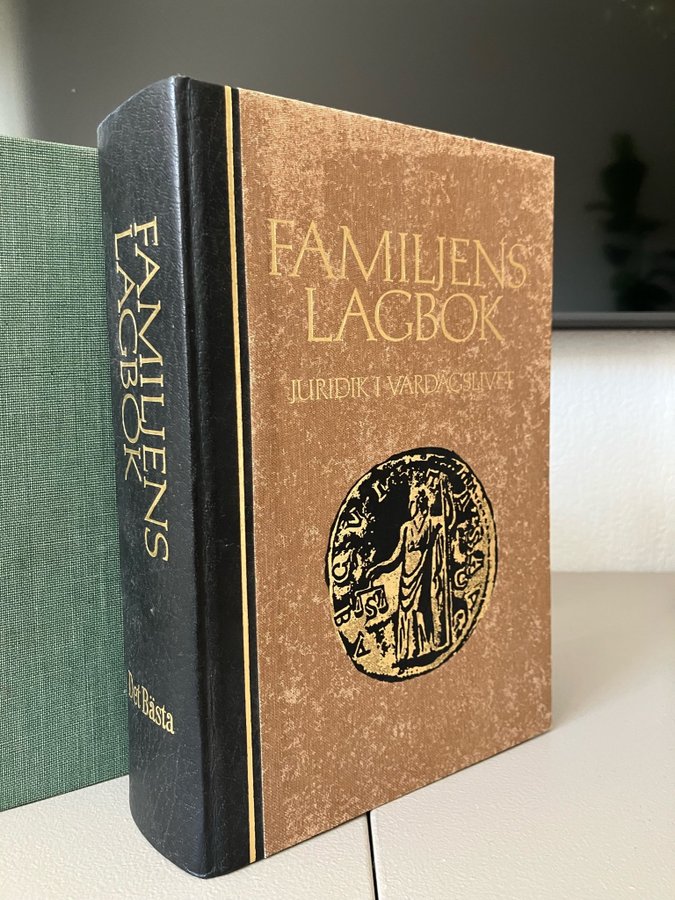 FAMILJENS
LAGBOK
Det Bästa
FAMILJENS
LAGBOK
JURIDIK I VARDAGSLIVET